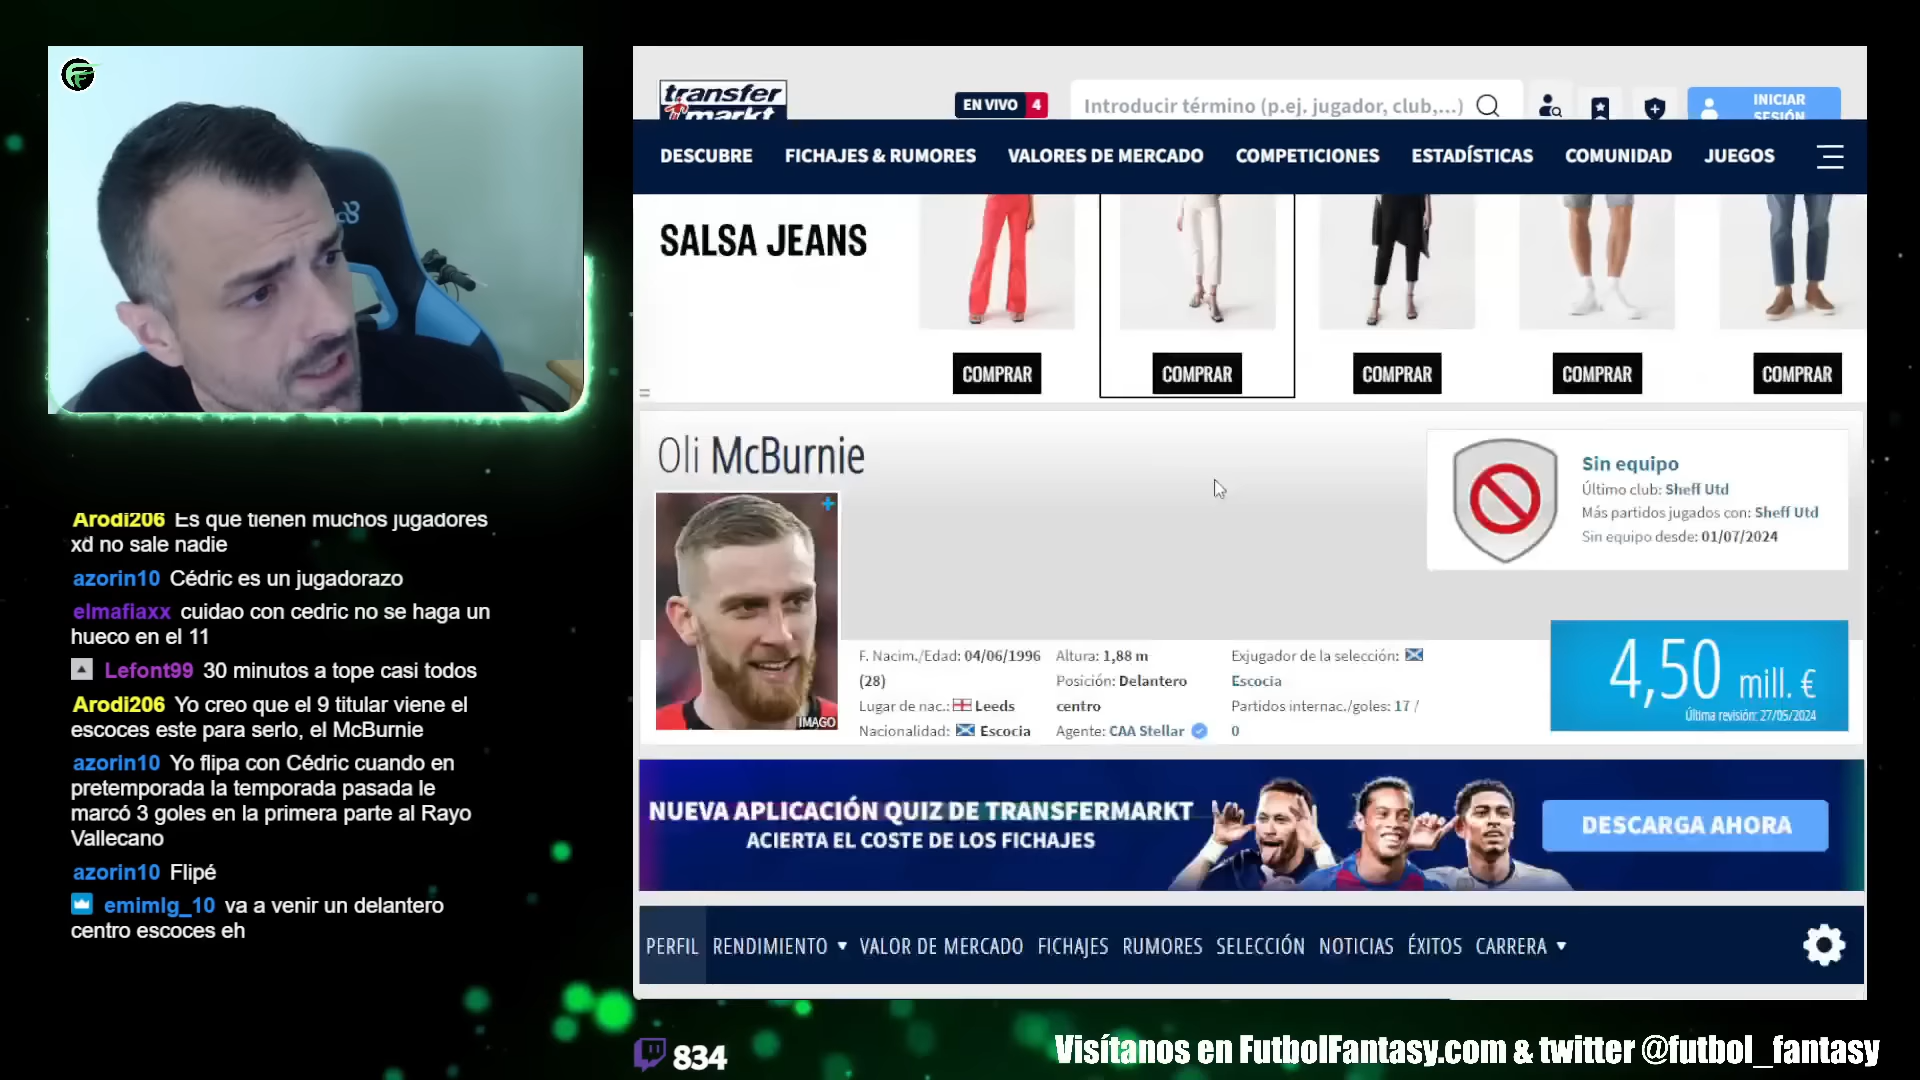 transfer
markt
EN VIVO 4
Introducir término (p.ej. jugador, club,...)
INICIAR
SESIÓN
DESCUBRE FICHAJES & RUMORES VALORES DE MERCADO COMPETICIONES ESTADÍSTICAS COMUNIDAD JUEGOS
SALSA JEANS
COMPRAR COMPRAR COMPRAR COMPRAR COMPRAR
Oli McBurnie
Sin equipo
Último club: Sheff Utd
Más partidos jugados con: Sheff Utd
Sin equipo desde: 01/07/2024
IMAGO
F. Nacim./Edad: 04/06/1996
(28)
Lugar de nac.: Leeds
Nacionalidad: Escocia
Altura: 1,88 m
Posición: Delantero
centro
Agente: CAA Stellar
Exjugador de la selección:
Escocia
Partidos internac./goles: 17 /
0
4,50 mill. €
Última revisión: 27/05/2024
NUEVA APLICACIÓN QUIZ DE TRANSFERMARKT
ACIERTA EL COSTE DE LOS FICHAJES
DESCARGA AHORA
PERFIL RENDIMIENTO VALOR DE MERCADO FICHAJES RUMORES SELECCIÓN NOTICIAS ÉXITOS CARRERA
Arodi206 Es que tienen muchos jugadores
xd no sale nadie
azorin10 Cédric es un jugadorazo
elmafiaxx cuidao con cedric no se haga un
hueco en el 11
Lefont99 30 minutos a tope casi todos
Arodi206 Yo creo que el 9 titular viene el
escoces este para serlo, el McBurnie
azorin10 Yo flipa con Cédric cuando en
pretemporada la temporada pasada le
marcó 3 goles en la primera parte al Rayo
Vallecano
azorin10 Flipé
emimlg_10 va a venir un delantero
centro escoces eh
834
Visítanos en FutbolFantasy.com & twitter @futbol_fantasy